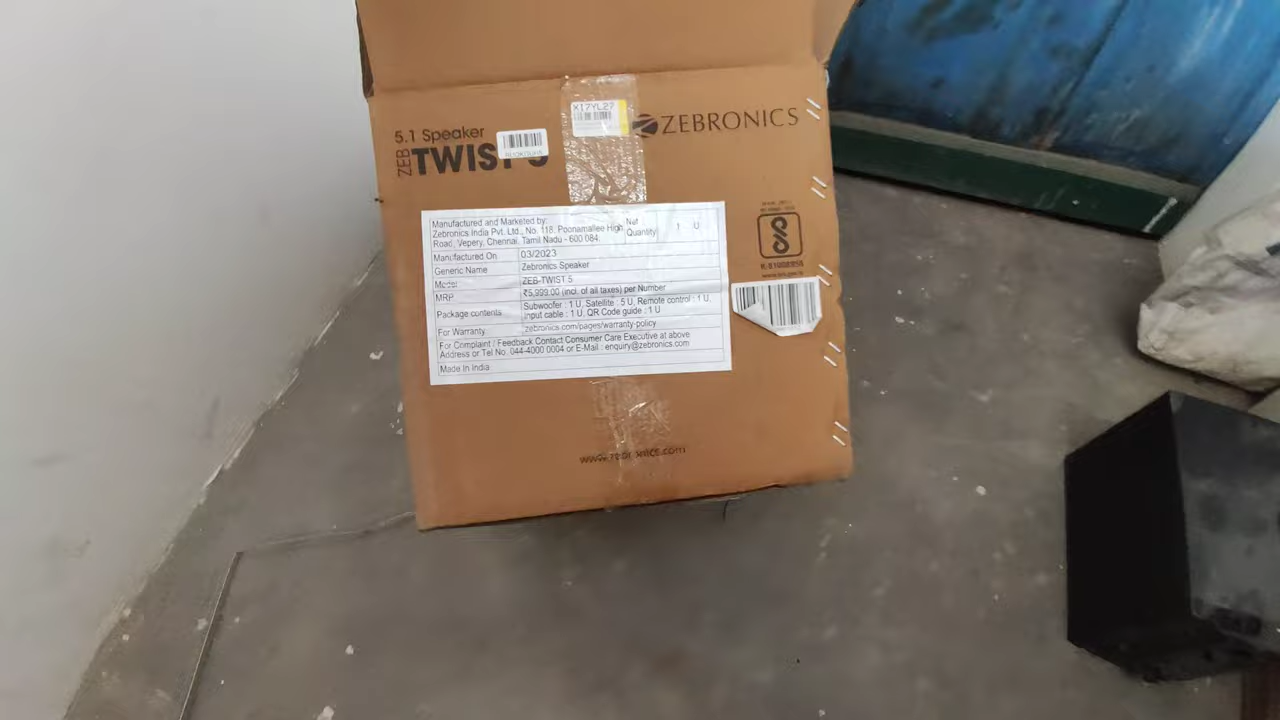 X17YL27
5.1 Speaker
ZEBRONICS
ZEB TWIST 5
Manufactured and Marketed by:
Zebronics India Pvt. Ltd., No. 118, Poonamallee High
Road, Vepery, Chennai, Tamil Nadu - 600 084.
Net Quantity 1 U
Manufactured On 03/2023
Generic Name Zebronics Speaker
Model ZEB-TWIST 5
MRP ₹5,999.00 (incl. of all taxes) per Number
Package contents Subwoofer : 1 U, Satellite : 5 U, Remote control : 1 U,
Input cable : 1 U, QR Code guide : 1 U
For Warranty zebronics.com/pages/warranty-policy
For Complaint / Feedback Contact Consumer Care Executive at above
Address or Tel No. 044-4000 0004 or E-Mail : enquiry@zebronics.com
Made In India
www.zebronics.com